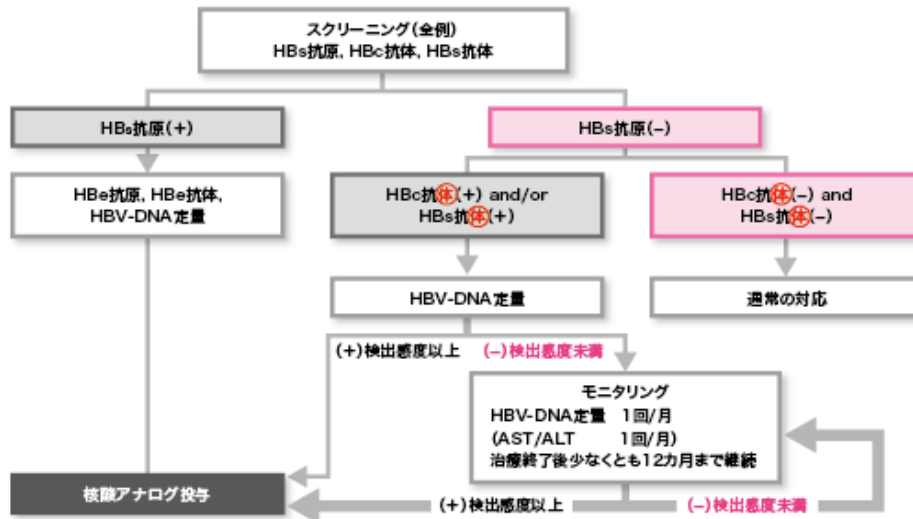 スクリーニング(全例)
HBs抗原, HBc抗体, HBs抗体
HBs抗原(+)
HBs抗原(−)
HBe抗原, HBe抗体,
HBV-DNA定量
HBc抗体(+) and/or
HBs抗体(+)
HBc抗体(−) and
HBs抗体(−)
HBV-DNA定量
通常の対応
(+)検出感度以上
(−)検出感度未満
モニタリング
HBV-DNA定量 1回/月
(AST/ALT 1回/月)
治療終了後少なくとも12カ月まで継続
核酸アナログ投与
(+)検出感度以上
(−)検出感度未満